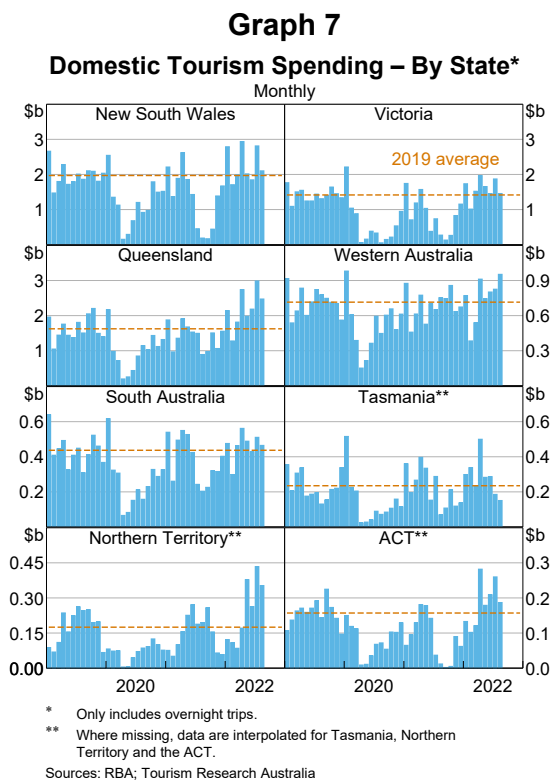 Graph 7
Domestic Tourism Spending – By State*
Monthly
$b $b
New South Wales Victoria
3 3
2019 average
2 2
1 1
Queensland Western Australia
3 0.9
2 0.6
1 0.3
$b South Australia Tasmania** $b
0.6 0.6
0.4 0.4
0.2 0.2
$b Northern Territory** ACT** $b
0.45 0.3
0.30 0.2
0.15 0.1
0.00 0.0
2020 2022 2020 2022
* Only includes overnight trips.
** Where missing, data are interpolated for Tasmania, Northern
Territory and the ACT.
Sources: RBA; Tourism Research Australia